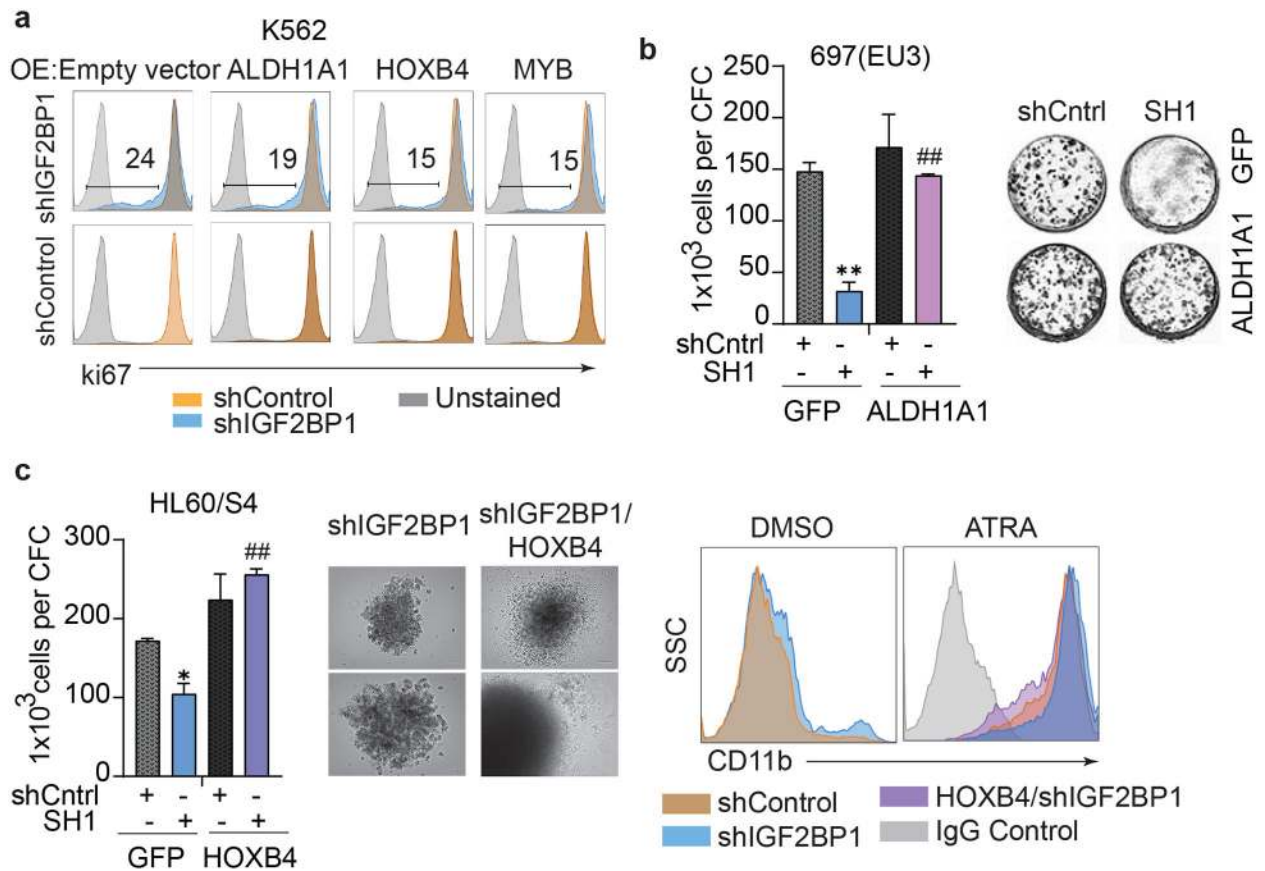 a
K562
OE:Empty vector ALDH1A1 HOXB4 MYB
shIGF2BP1
24
19
15
15
shControl
ki67
shControl
shIGF2BP1
Unstained
b
697(EU3)
1x10³ cells per CFC
250
200
150
100
50
0
**
##
shCntrl + - + -
SH1 - + - +
GFP ALDH1A1
shCntrl SH1
GFP
ALDH1A1
c
HL60/S4
1x10³cells per CFC
300
200
100
0
*
##
shCntrl + - + -
SH1 - + - +
GFP HOXB4
shIGF2BP1
shIGF2BP1/
HOXB4
DMSO
ATRA
SSC
CD11b
shControl
shIGF2BP1
HOXB4/shIGF2BP1
IgG Control